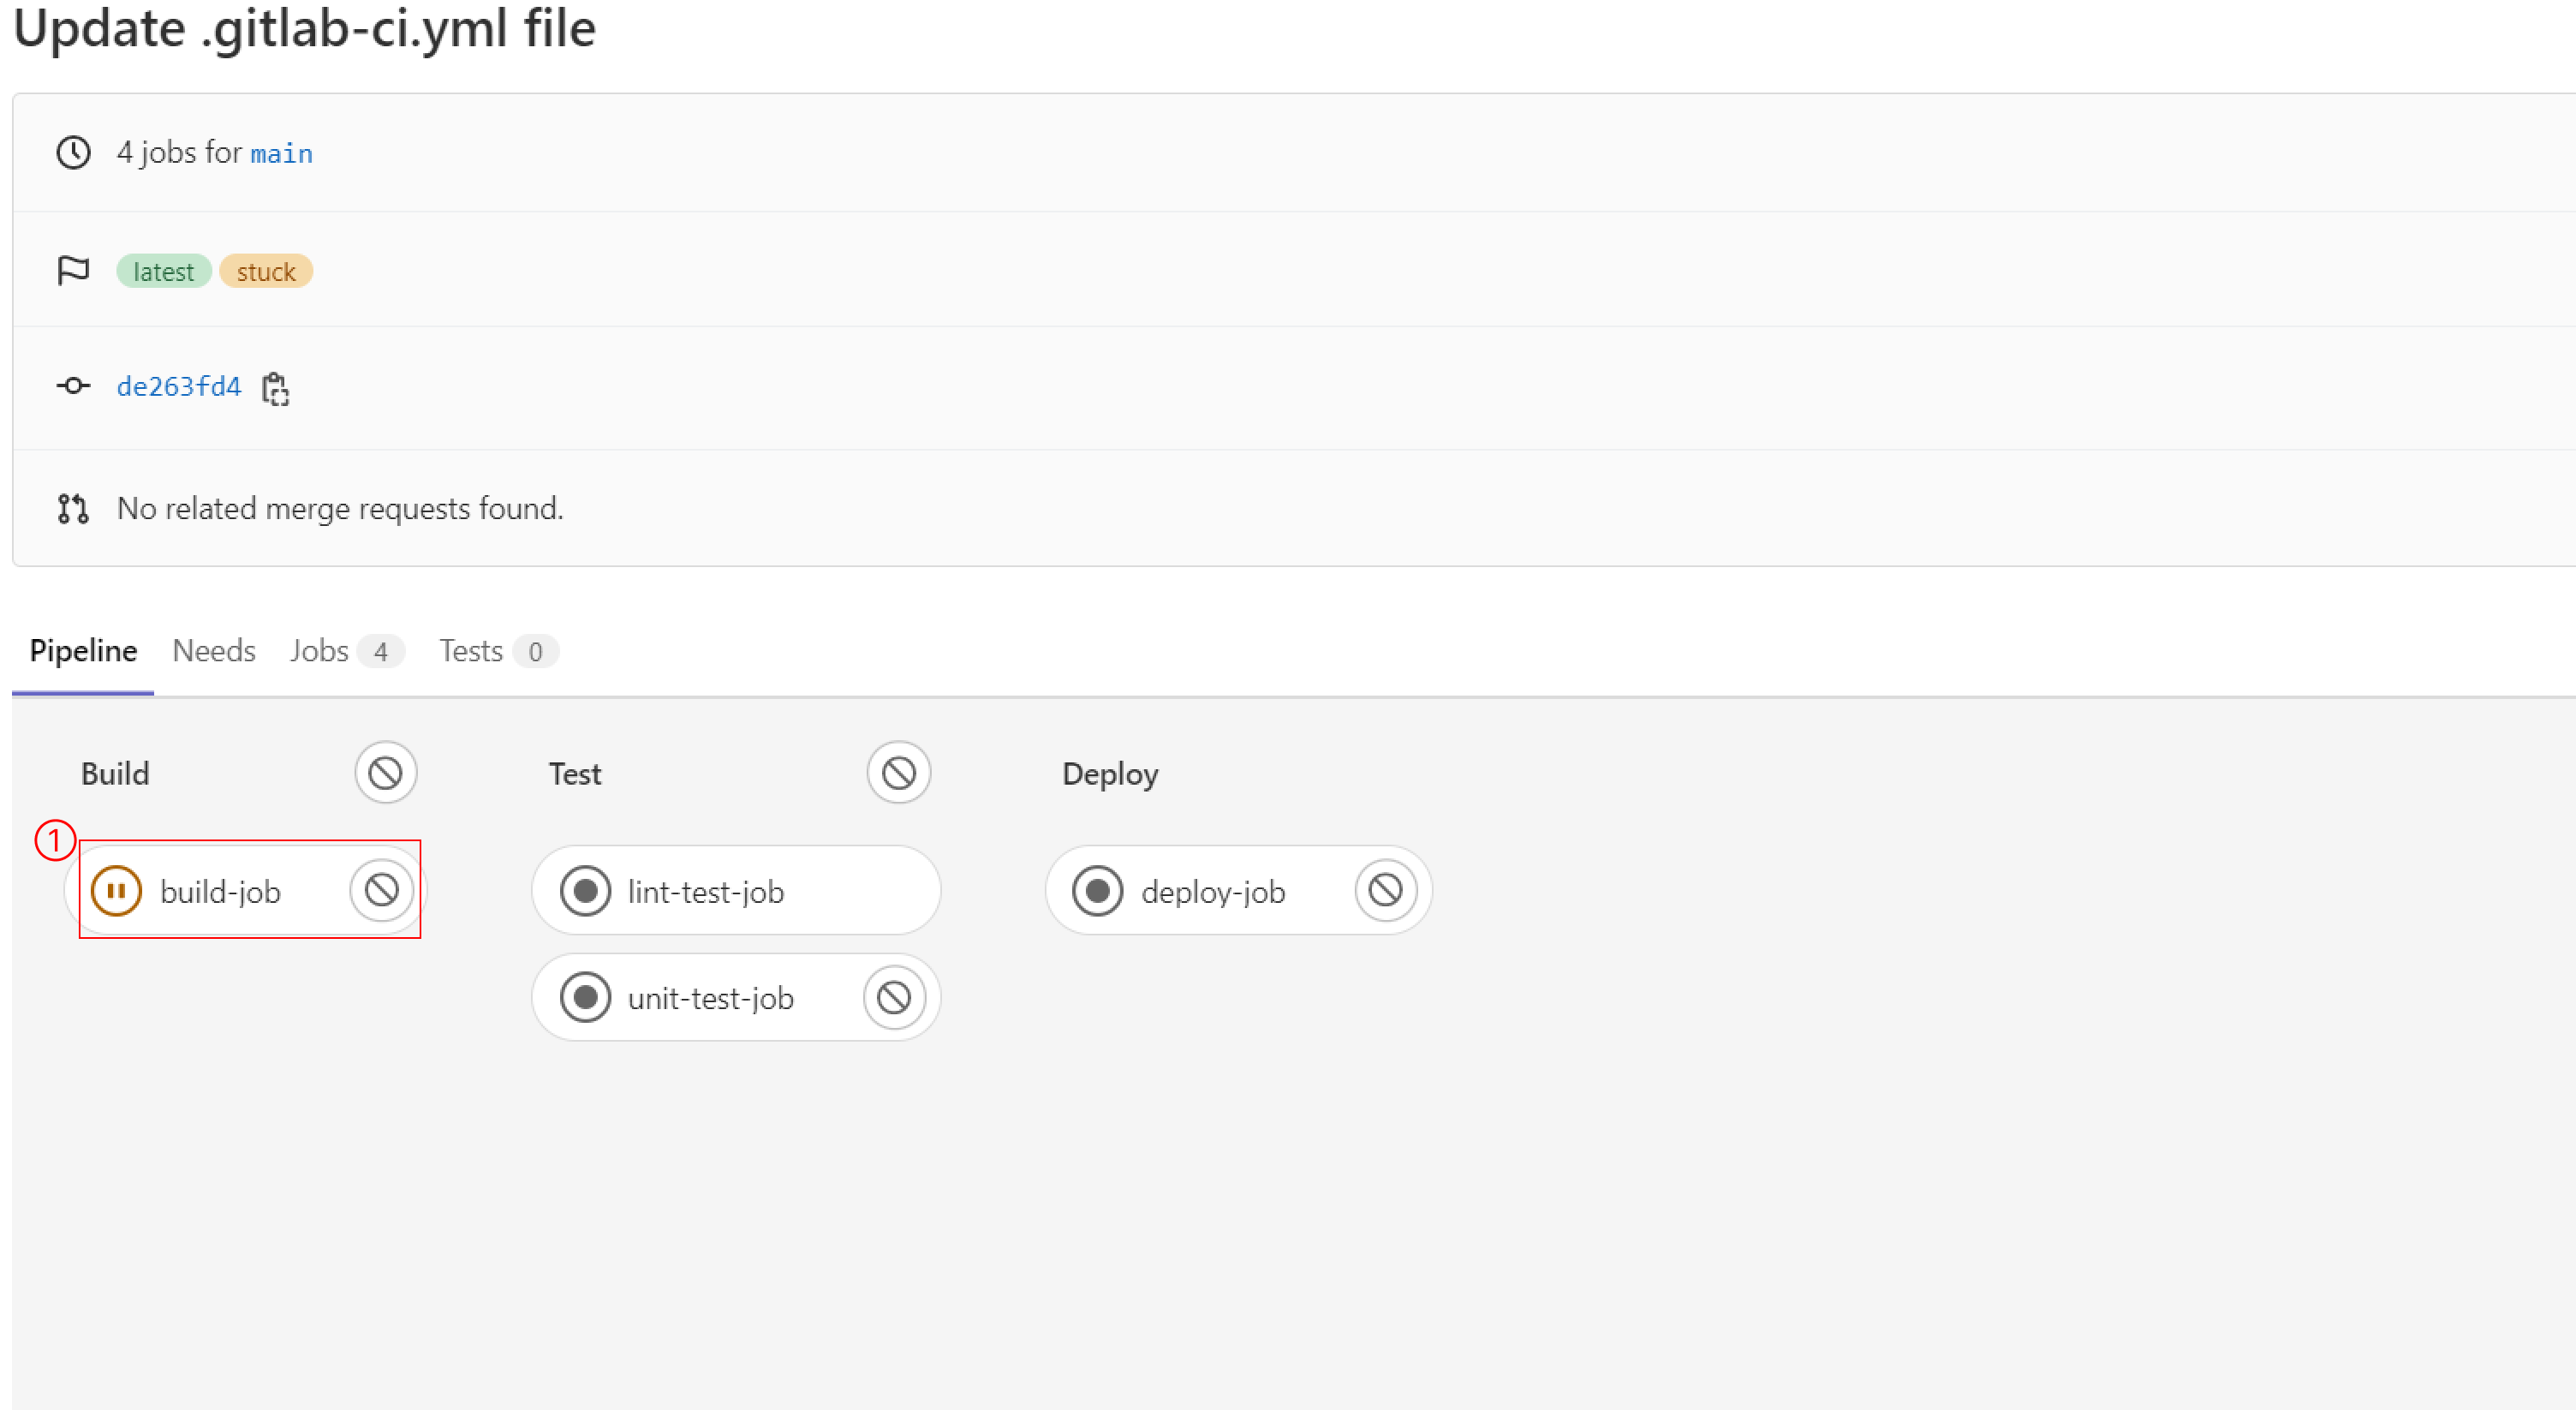 Update .gitlab-ci.yml file
4 jobs for main
latest stuck
de263fd4
No related merge requests found.
Pipeline Needs Jobs 4 Tests 0
Build Test Deploy
1
build-job lint-test-job deploy-job
unit-test-job